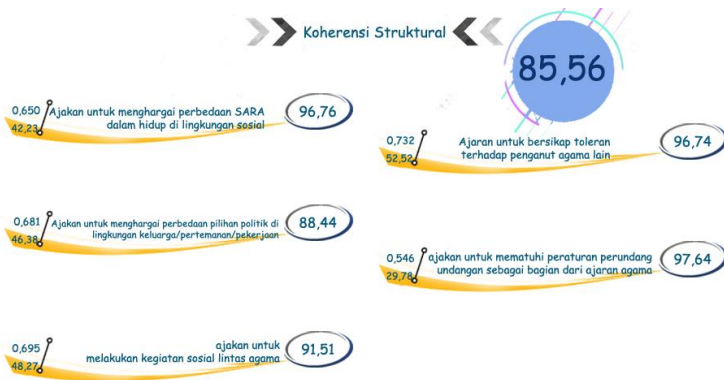 Koherensi Struktural
85,56
0,650
42,23
Ajakan untuk menghargai perbedaan SARA
dalam hidup di lingkungan sosial
96,76
0,732
52,52
Ajaran untuk bersikap toleran
terhadap penganut agama lain
96,74
0,681
46,38
Ajakan untuk menghargai perbedaan pilihan politik di
lingkungan keluarga/pertemanan/pekerjaan
88,44
0,546
29,78
ajakan untuk mematuhi peraturan perundang
undangan sebagai bagian dari ajaran agama
97,64
0,695
48,27
ajakan untuk
melakukan kegiatan sosial lintas agama
91,51